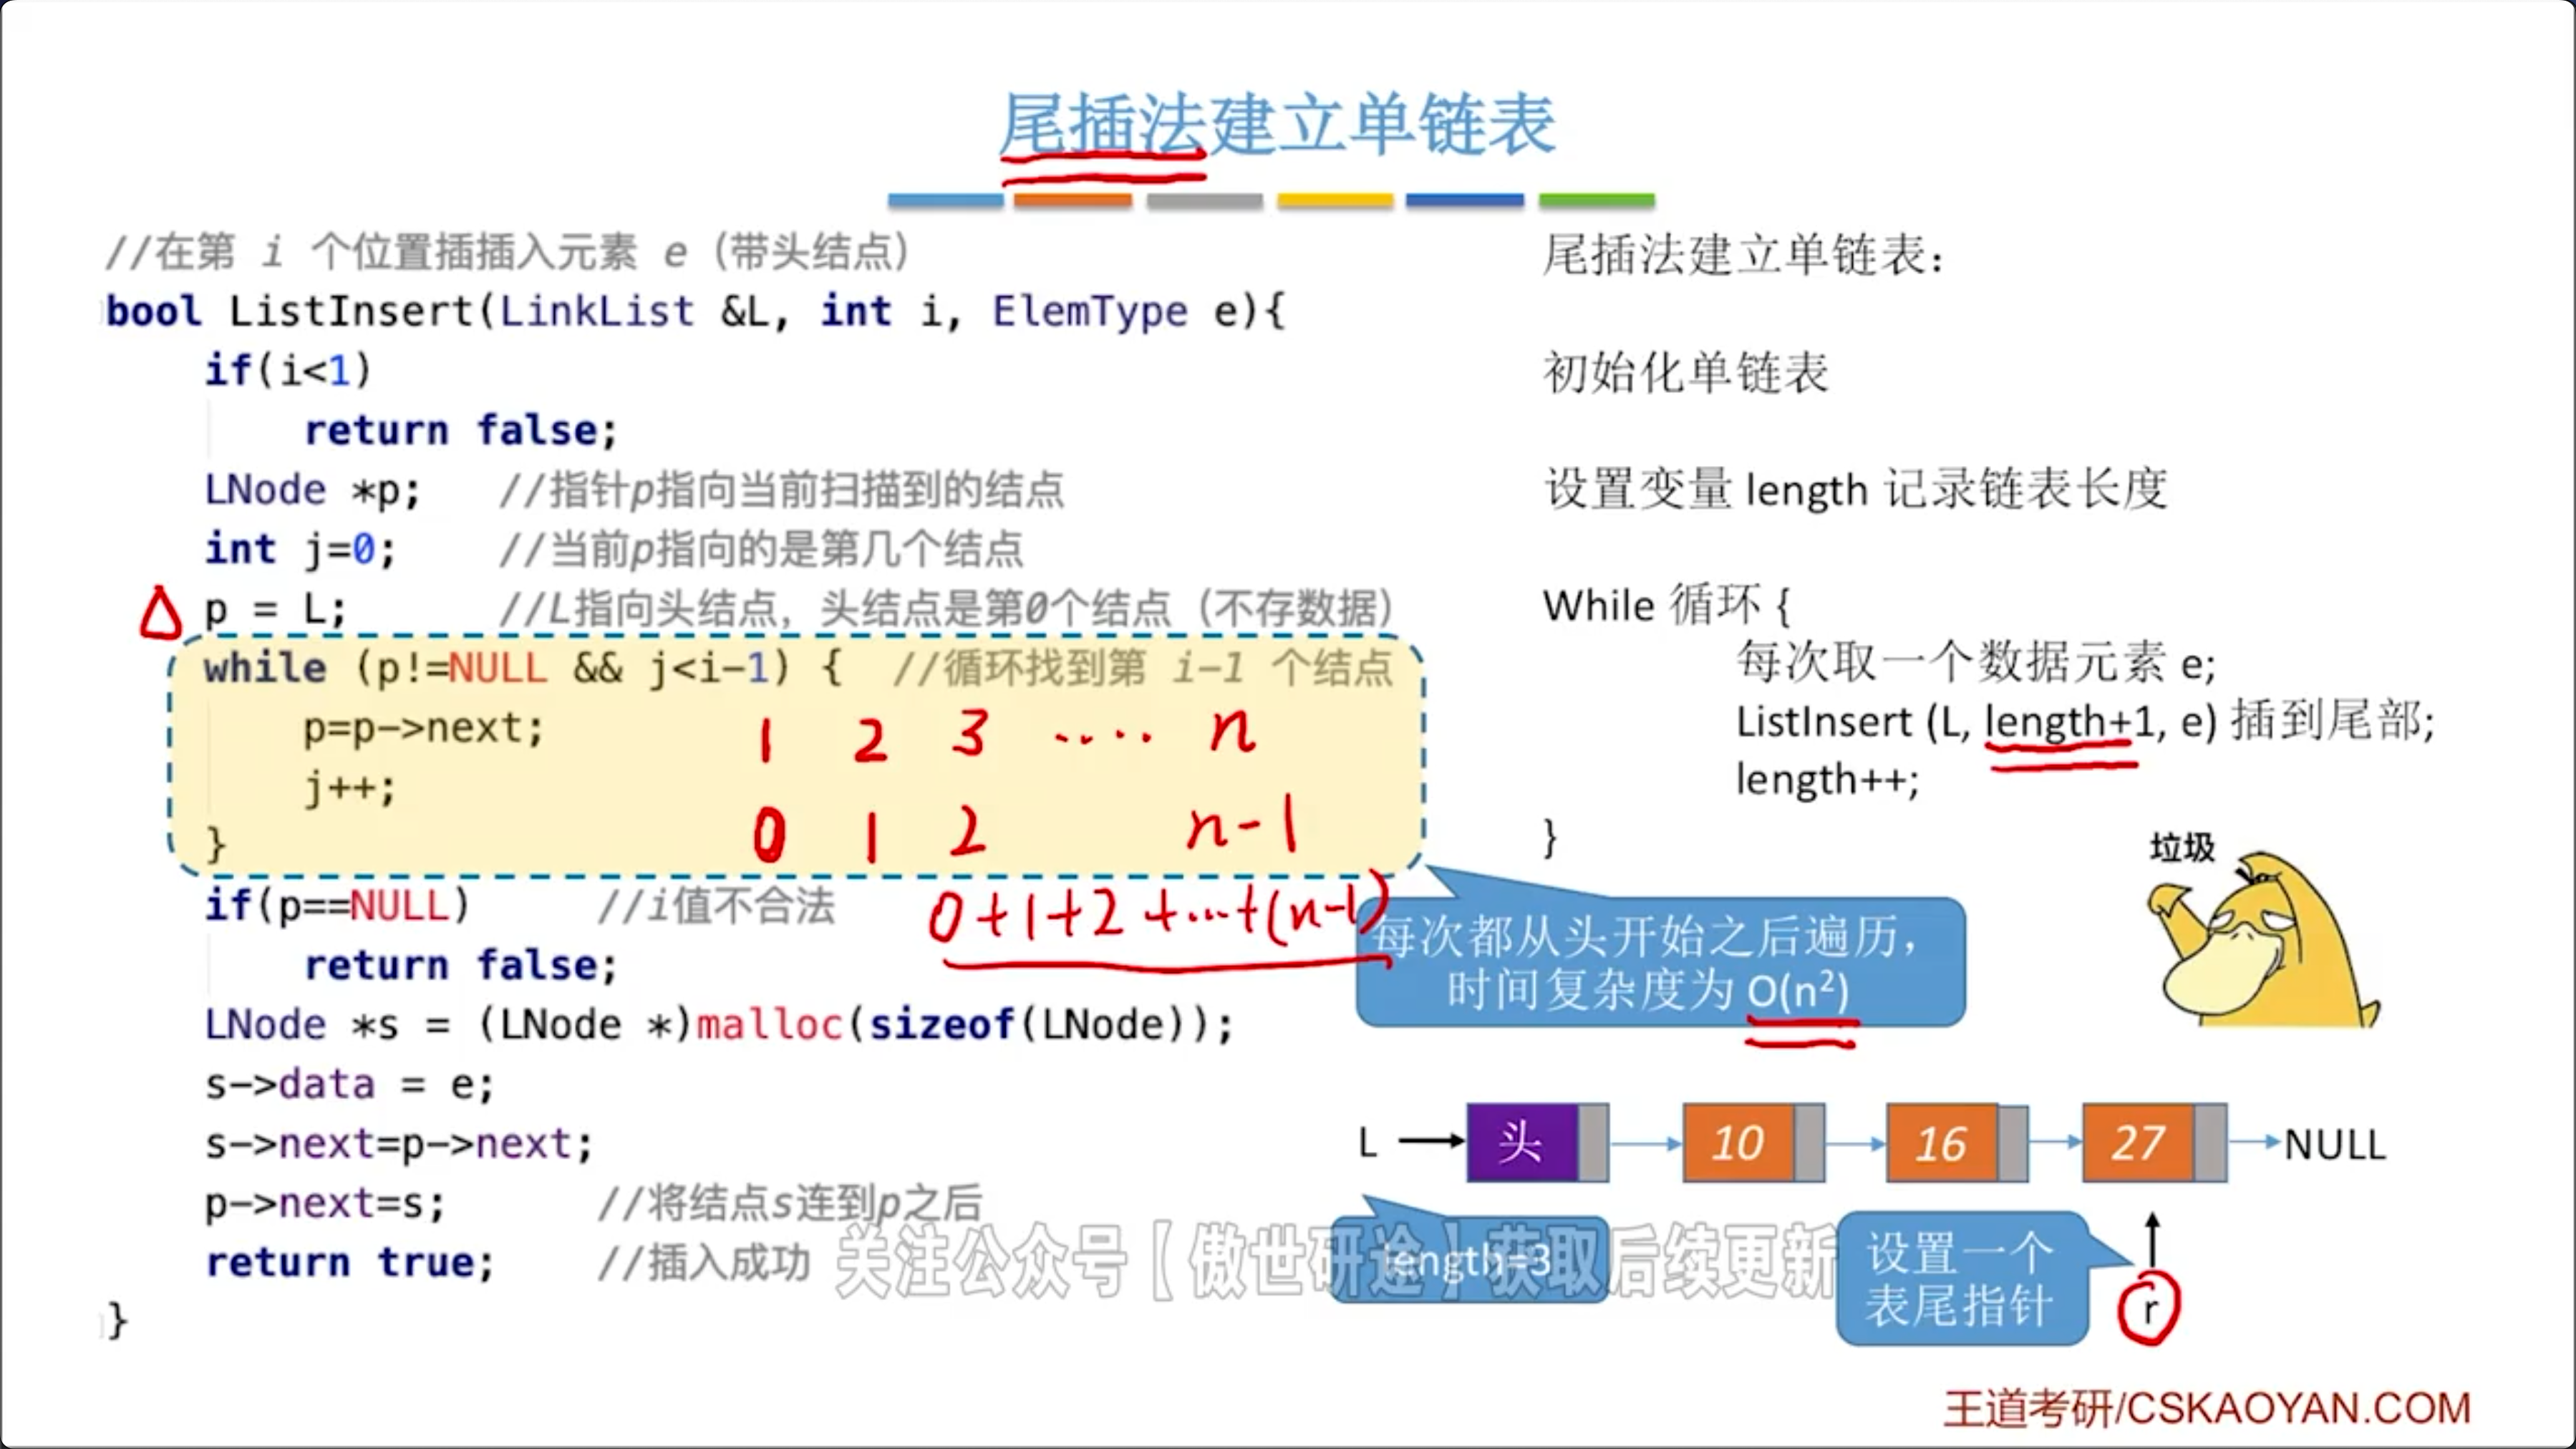 尾插法建立单链表
//在第 i 个位置插插入元素 e（带头结点）
bool ListInsert(LinkList &L, int i, ElemType e){
if(i<1)
return false;
LNode *p; //指针p指向当前扫描到的结点
int j=0; //当前p指向的是第几个结点
p = L; //L指向头结点，头结点是第0个结点（不存数据）
while (p!=NULL && j<i-1) { //循环找到第 i-1 个结点
p=p->next;
j++;
}
1 2 3 .... n
0 1 2 n-1
0+1+2+...+(n-1)
if(p==NULL) //i值不合法
return false;
LNode *s = (LNode *)malloc(sizeof(LNode));
s->data = e;
s->next=p->next;
p->next=s; //将结点s连到p之后
return true; //插入成功
}
尾插法建立单链表：
初始化单链表
设置变量 length 记录链表长度
While 循环 {
每次取一个数据元素 e;
ListInsert (L, length+1, e) 插到尾部;
length++;
}
垃圾
每次都从头开始之后遍历，
时间复杂度为 O(n²)
L 头 10 16 27 NULL
length=3
设置一个
表尾指针
r
关注公众号【傲世研途】获取后续更新
王道考研/CSKAOYAN.COM